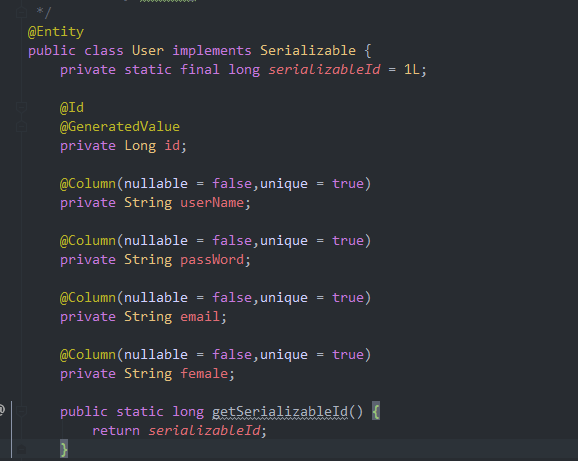 */
@Entity
public class User implements Serializable {
private static final long serializableId = 1L;
@Id
@GeneratedValue
private Long id;
@Column(nullable = false,unique = true)
private String userName;
@Column(nullable = false,unique = true)
private String passWord;
@Column(nullable = false,unique = true)
private String email;
@Column(nullable = false,unique = true)
private String female;
public static long getSerializableId() {
return serializableId;
}